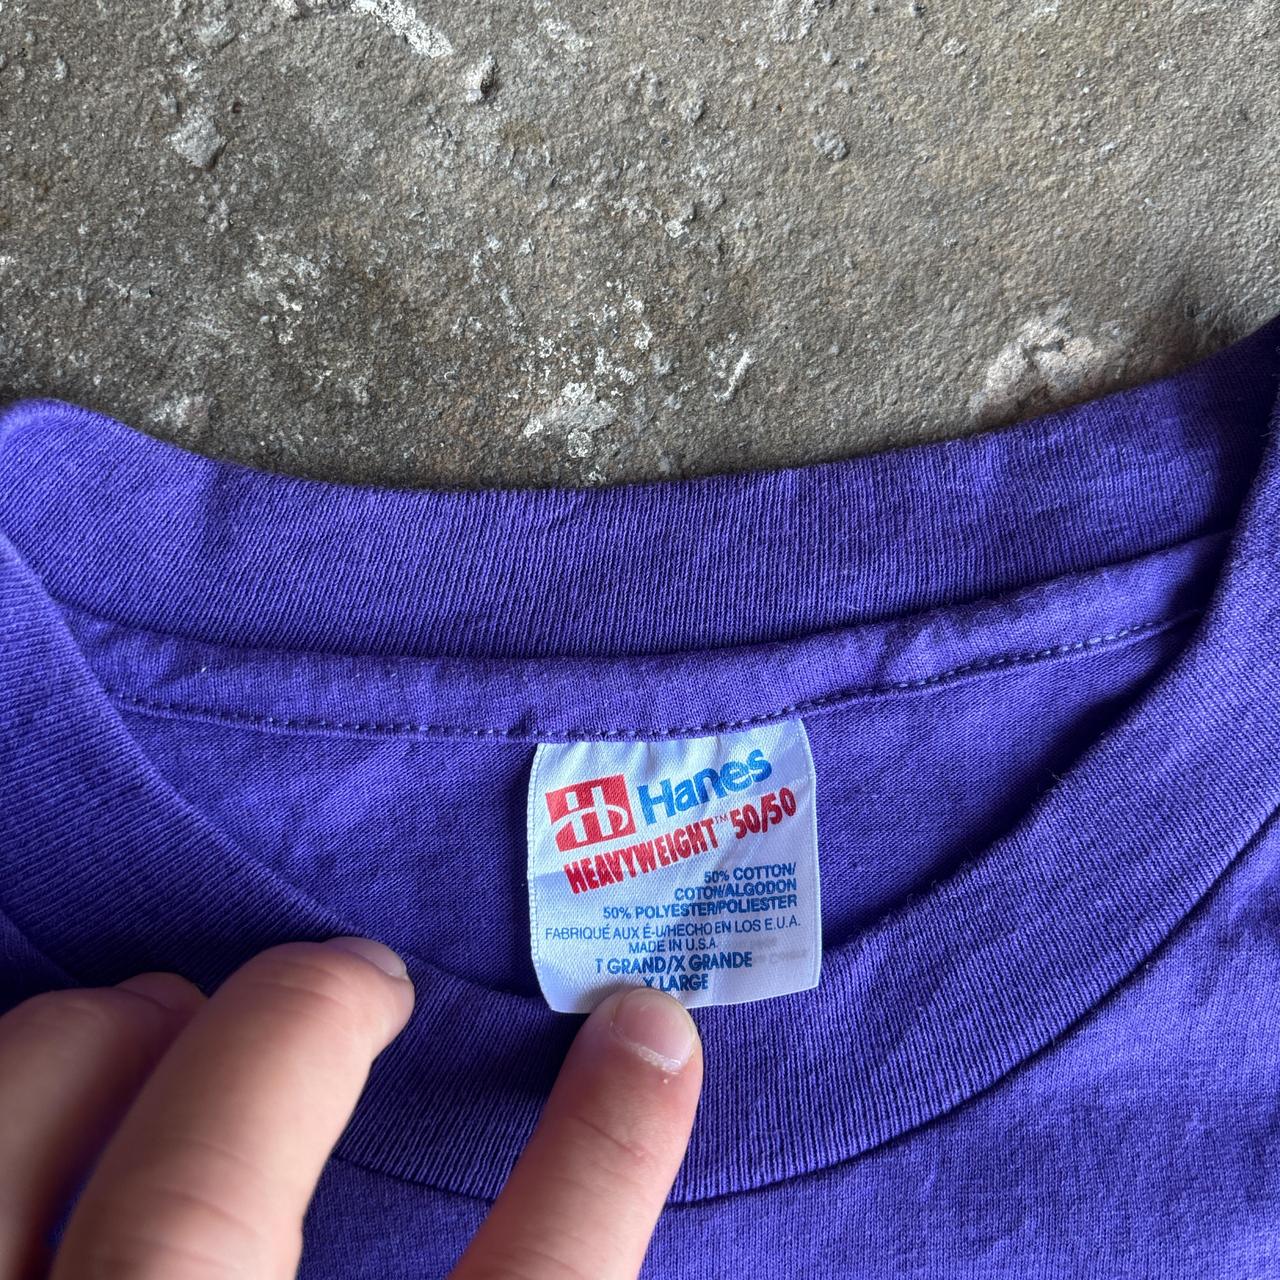 Hanes
HEAVYWEIGHT™ 50/50
50% COTTON/
COTON/ALGODON
50% POLYESTER/POLIESTER
FABRIQUÉ AUX É-U/HECHO EN LOS E.U.A.
MADE IN U.S.A.
T GRAND/X GRANDE
X LARGE